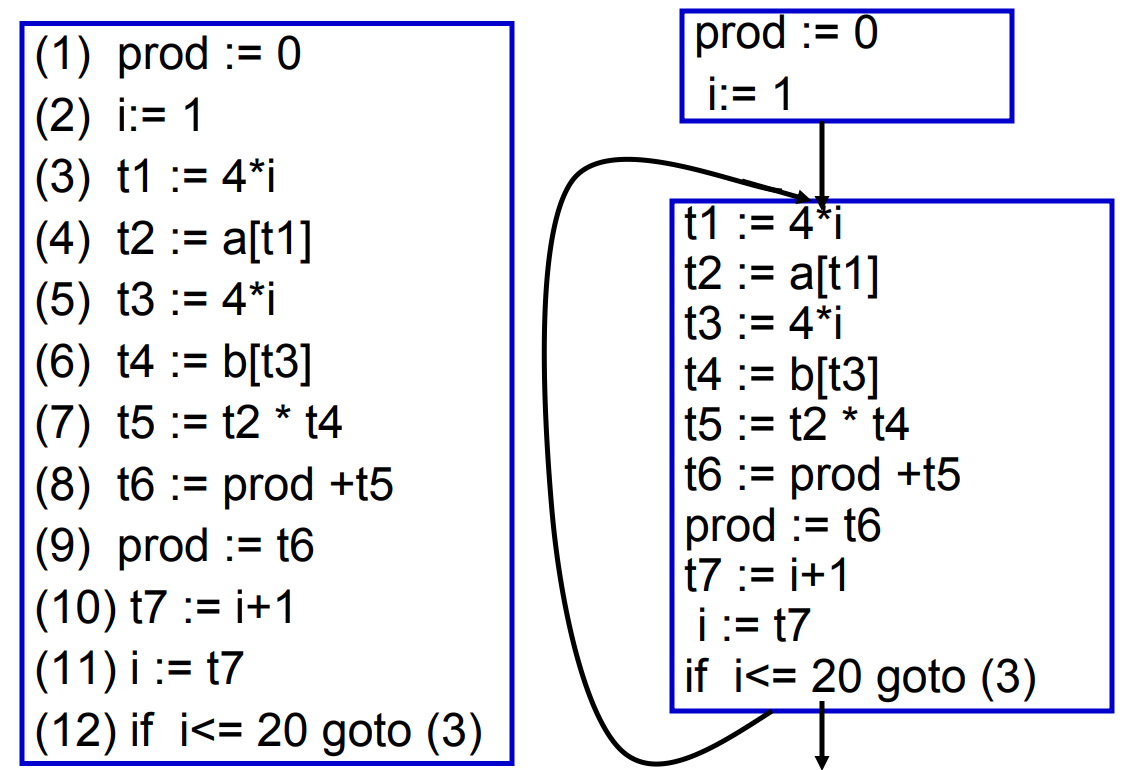 (1) prod := 0
(2) i:= 1
(3) t1 := 4*i
(4) t2 := a[t1]
(5) t3 := 4*i
(6) t4 := b[t3]
(7) t5 := t2 * t4
(8) t6 := prod +t5
(9) prod := t6
(10) t7 := i+1
(11) i := t7
(12) if i<= 20 goto (3)
prod := 0
i:= 1
t1 := 4*i
t2 := a[t1]
t3 := 4*i
t4 := b[t3]
t5 := t2 * t4
t6 := prod +t5
prod := t6
t7 := i+1
i := t7
if i<= 20 goto (3)